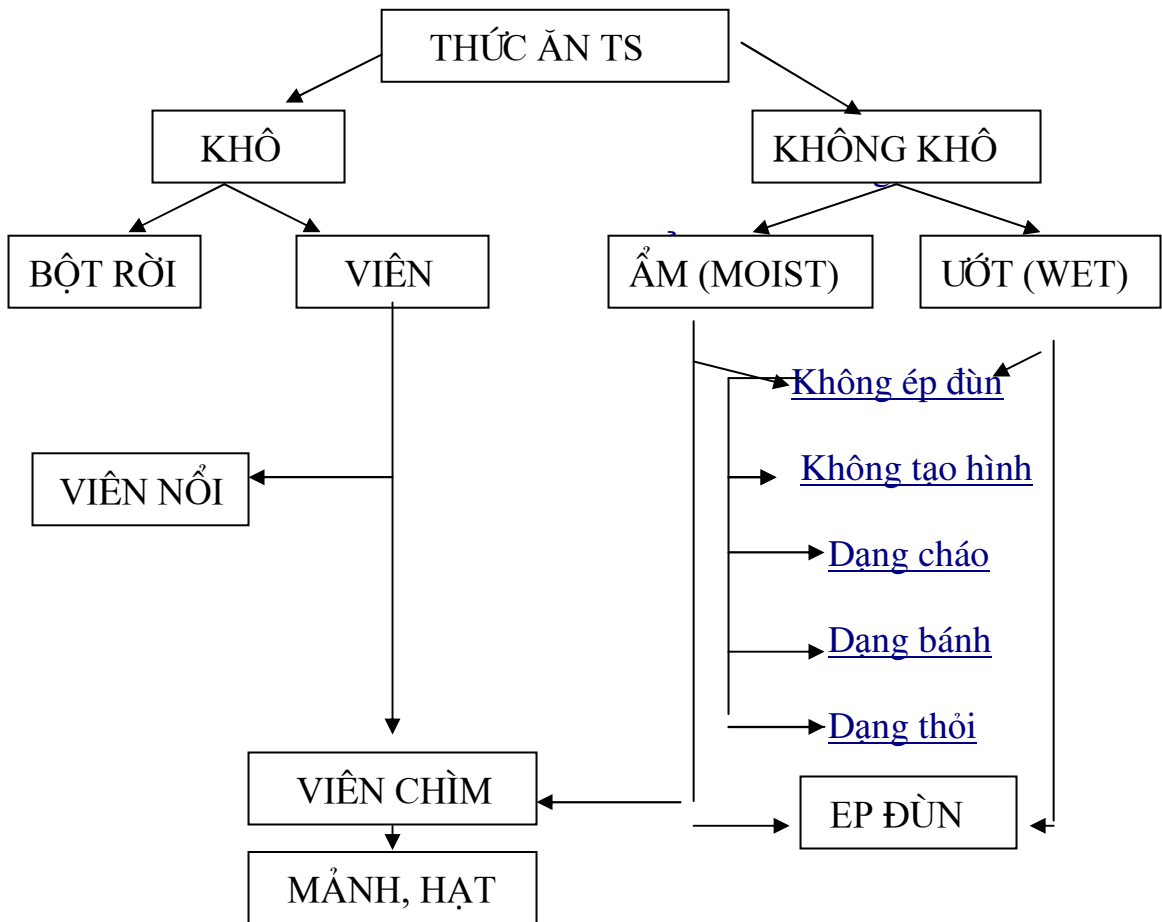 THỨC ĂN TS
KHÔ
KHÔNG KHÔ
BỘT RỜI
VIÊN
ẨM (MOIST)
ƯỚT (WET)
Không ép đùn
VIÊN NỔI
Không tạo hình
Dạng cháo
Dạng bánh
Dạng thỏi
VIÊN CHÌM
EP ĐÙN
MẢNH, HẠT